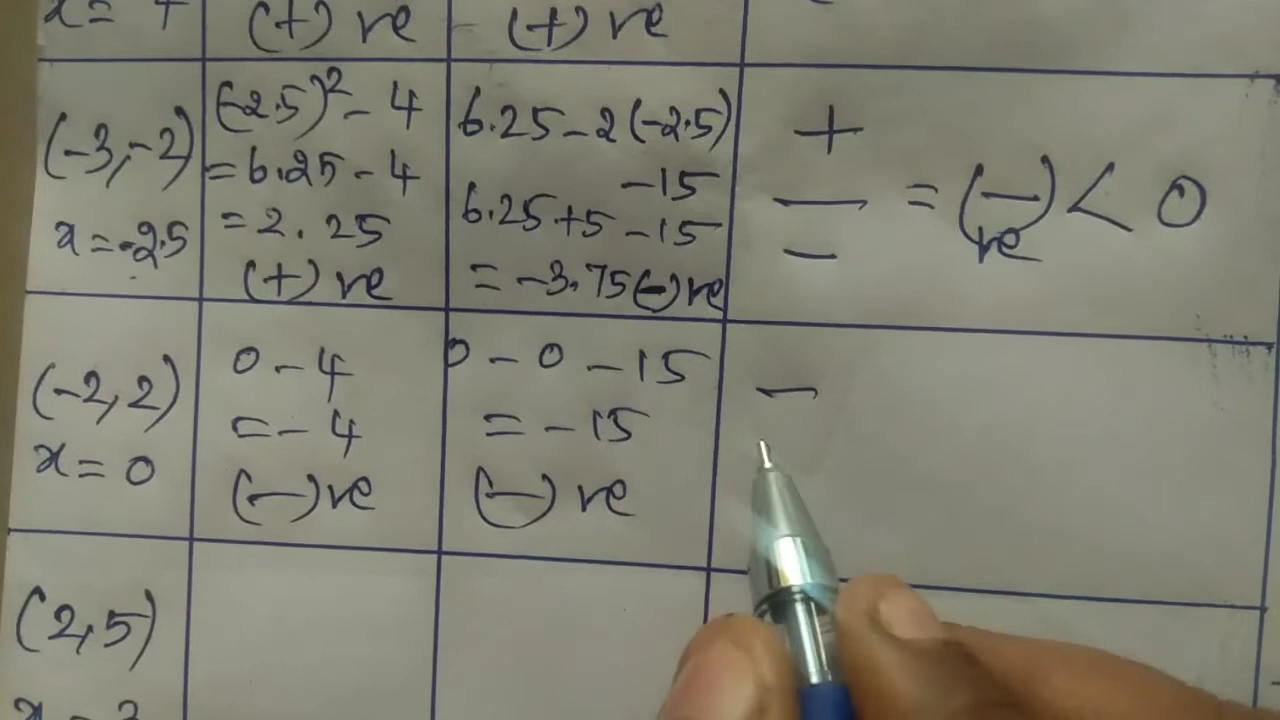 x = 4
(+) ve
(+) ve
(-3,-2)
x = -2.5
(-2.5)² - 4
= 6.25 - 4
= 2.25
(+) ve
6.25 - 2(-2.5)
-15
6.25 + 5 - 15
= -3.75 (-) ve
+
—
-
= (-) < 0
ve
(-2,2)
x = 0
0 - 4
= - 4
(-) ve
0 - 0 - 15
= - 15
(-) ve
-
(2,5)
x = 3